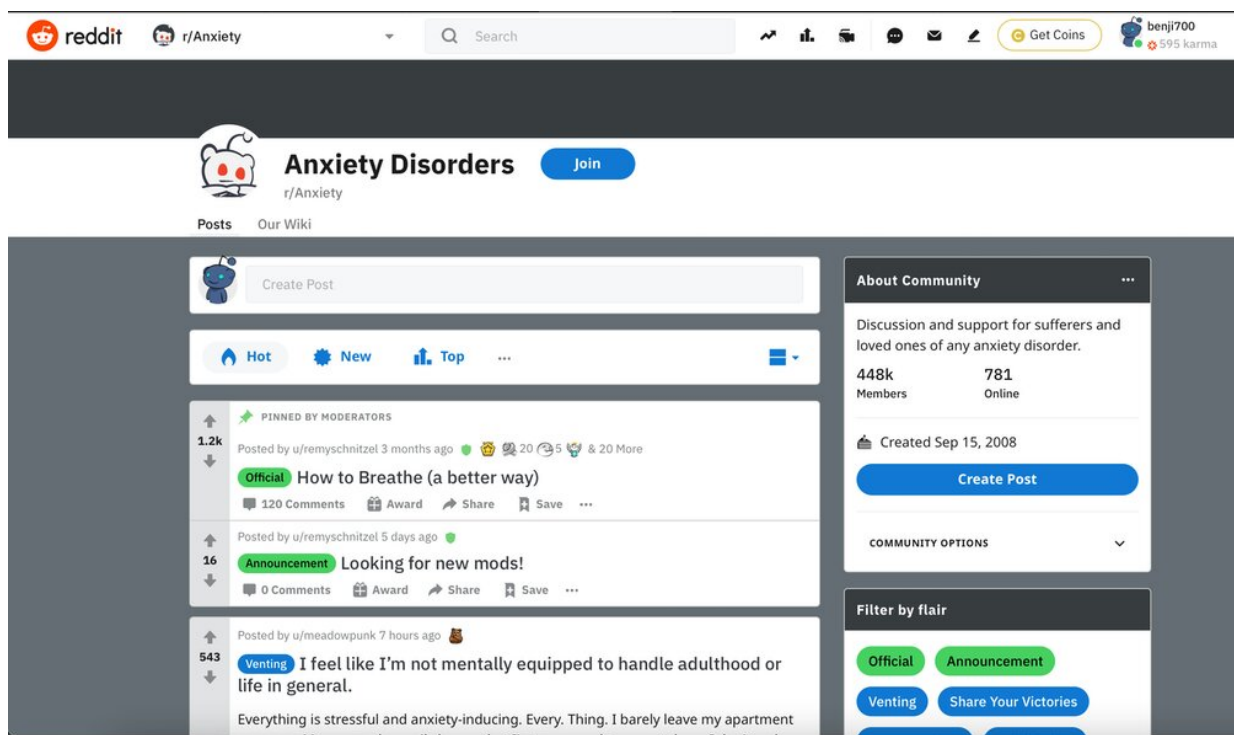 reddit
r/Anxiety
Search
Get Coins
benji700
595 karma
Anxiety Disorders
Join
r/Anxiety
Posts Our Wiki
Create Post
Hot New Top ...
PINNED BY MODERATORS
1.2k
Posted by u/remyschnitzel 3 months ago 20 5 & 20 More
Official How to Breathe (a better way)
120 Comments Award Share Save ...
Posted by u/remyschnitzel 5 days ago
16
Announcement Looking for new mods!
0 Comments Award Share Save ...
Posted by u/meadowpunk 7 hours ago
543
Venting I feel like I'm not mentally equipped to handle adulthood or
life in general.
Everything is stressful and anxiety-inducing. Every. Thing. I barely leave my apartment
About Community ...
Discussion and support for sufferers and
loved ones of any anxiety disorder.
448k 781
Members Online
Created Sep 15, 2008
Create Post
COMMUNITY OPTIONS
Filter by flair
Official Announcement
Venting Share Your Victories